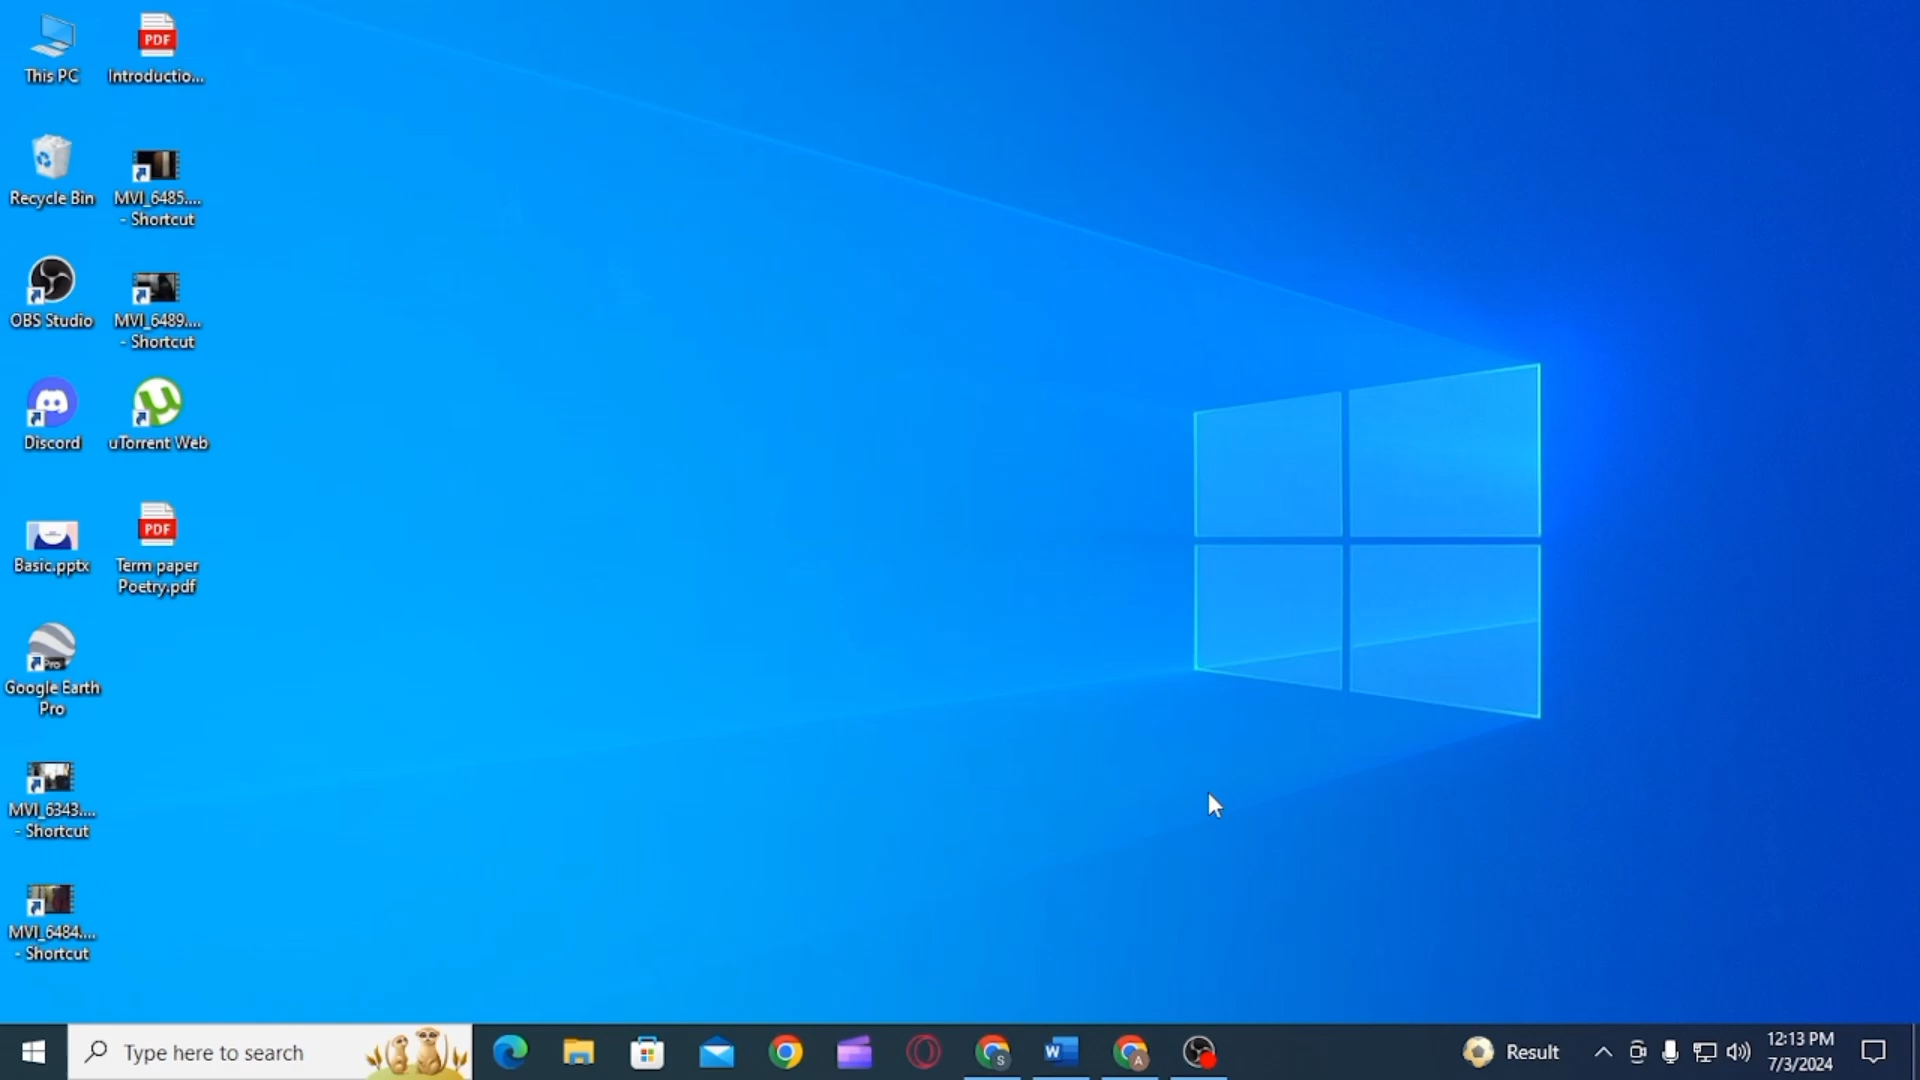 This PC
PDF
Introductio...
Recycle Bin
MVI_6485....
- Shortcut
OBS Studio
MVI_6489....
- Shortcut
Discord
uTorrent Web
Basic.pptx
PDF
Term paper
Poetry.pdf
Pro
Google Earth
Pro
MVI_6343....
- Shortcut
MVI_6484....
- Shortcut
Type here to search
S
W
A
Result
12:13 PM
7/3/2024